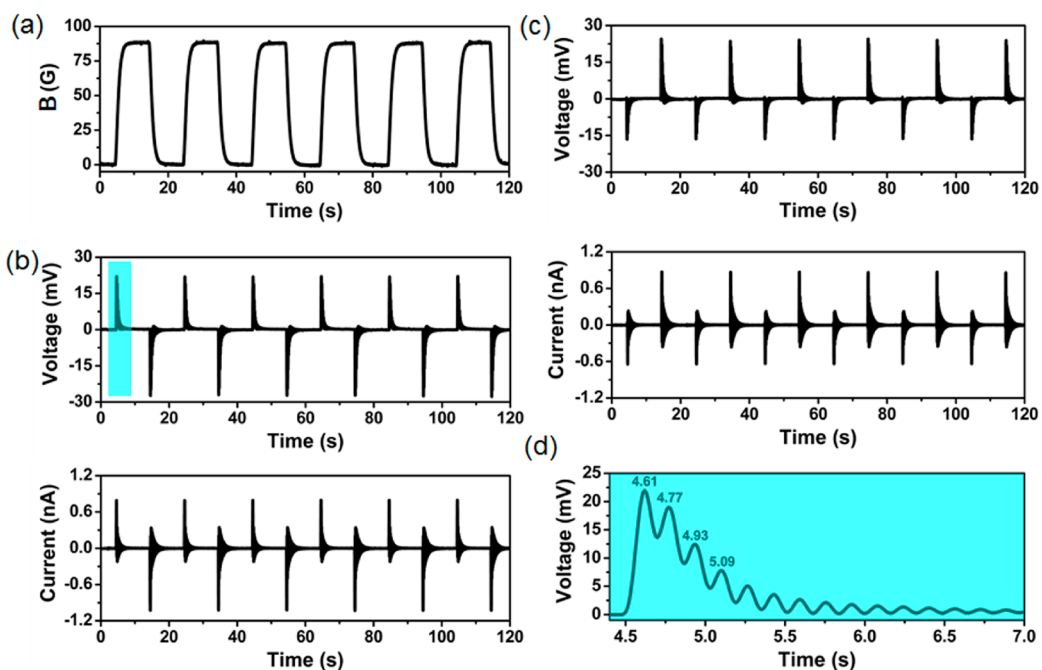 (a)
100
75
50
25
0
B (G)
0 20 40 60 80 100 120
Time (s)
(b)
30
15
0
-15
-30
Voltage (mV)
0 20 40 60 80 100 120
Time (s)
1.2
0.6
0.0
-0.6
-1.2
Current (nA)
0 20 40 60 80 100 120
Time (s)
(c)
30
15
0
-15
-30
Voltage (mV)
0 20 40 60 80 100 120
Time (s)
1.2
0.6
0.0
-0.6
-1.2
Current (nA)
0 20 40 60 80 100 120
Time (s)
(d)
25
20
15
10
5
0
Voltage (mV)
4.61
4.77
4.93
5.09
4.5 5.0 5.5 6.0 6.5 7.0
Time (s)